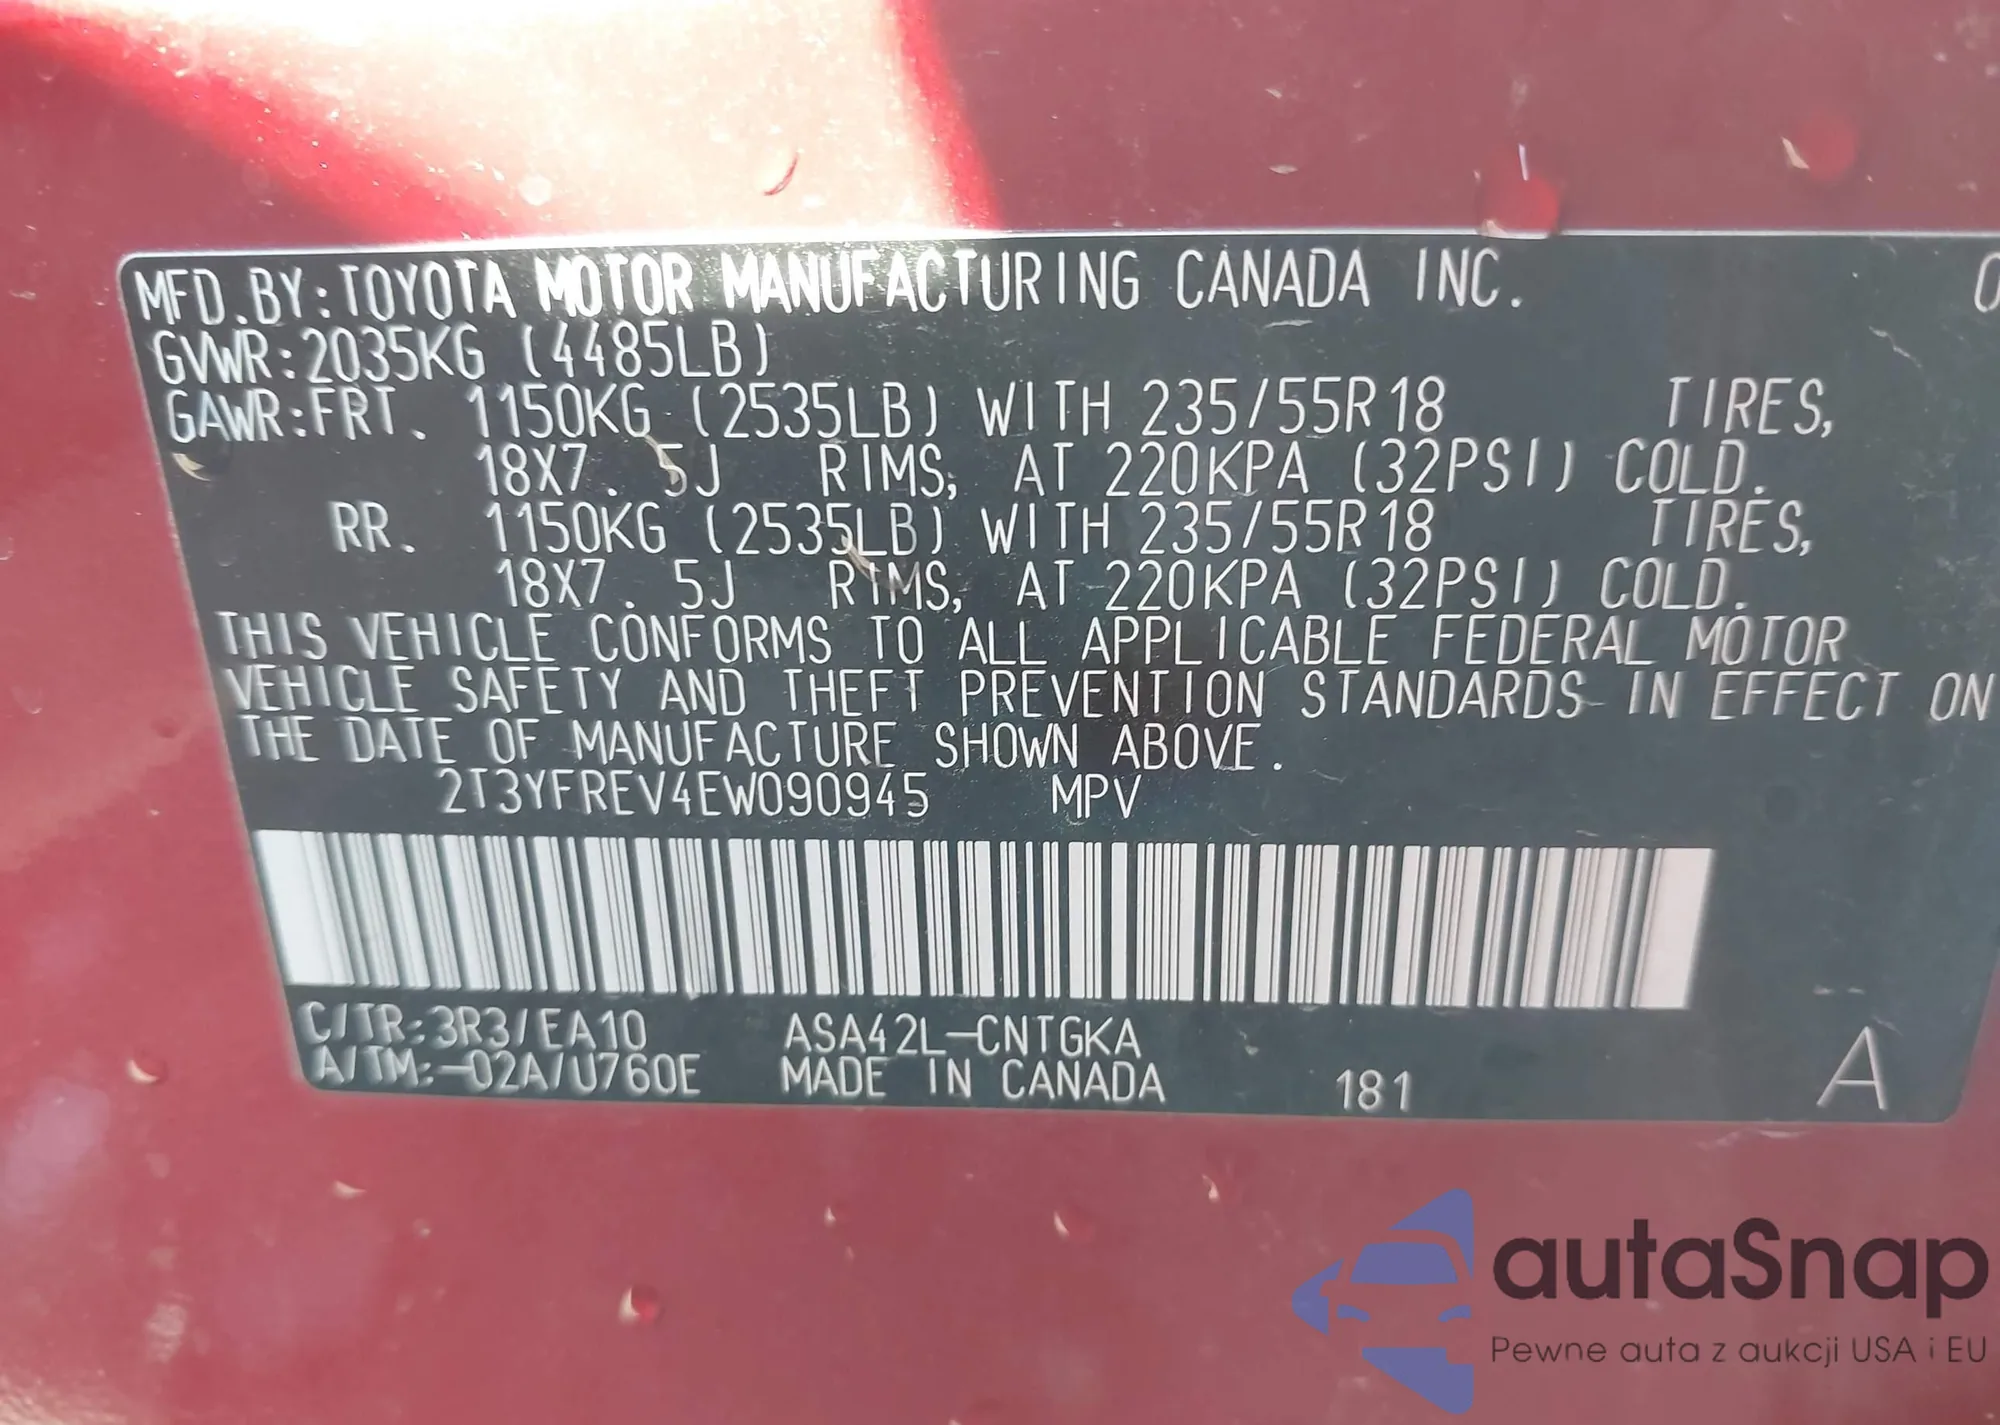 MFD.BY:TOYOTA MOTOR MANUFACTURING CANADA INC. 0
GVWR:2035KG (4485LB)
GAWR:FRT. 1150KG (2535LB) WITH 235/55R18 TIRES,
18X7.5J RIMS, AT 220KPA (32PSI) COLD.
RR. 1150KG (2535LB) WITH 235/55R18 TIRES,
18X7.5J RIMS, AT 220KPA (32PSI) COLD.
THIS VEHICLE CONFORMS TO ALL APPLICABLE FEDERAL MOTOR
VEHICLE SAFETY AND THEFT PREVENTION STANDARDS IN EFFECT ON
THE DATE OF MANUFACTURE SHOWN ABOVE.
2T3YFREV4EW090945 MPV
C/TR:3R3/EA10 ASA42L-CNTGKA
A/TM:-02A/U760E MADE IN CANADA 181 A
autaSnap
Pewne auta z aukcji USA i EU